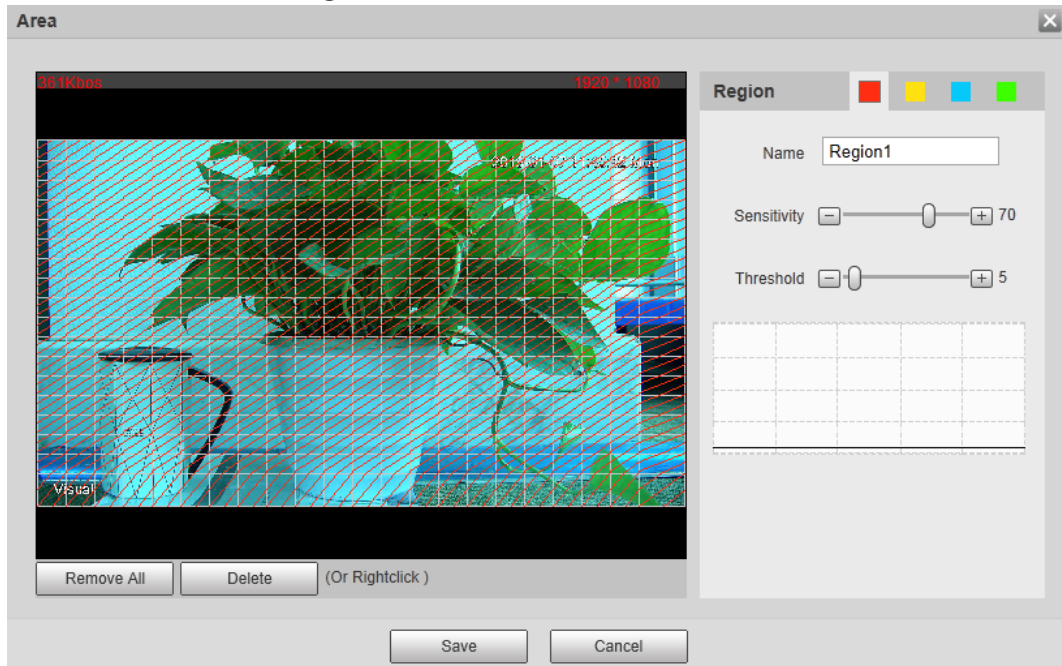 Area
361Kbps 1920 * 1080
Region
Name Region1
Sensitivity 70
Threshold 5
Visual
Remove All Delete (Or Rightclick )
Save Cancel